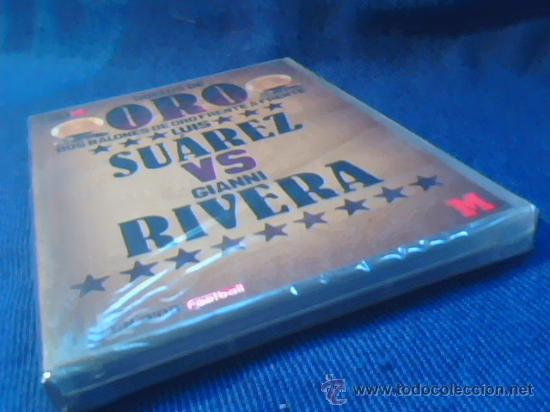 ORO
DOS BALONES DE ORO FRENTE A FRENTE
LUIS
SUAREZ
VS
GIANNI
RIVERA
M
Football
www.todocoleccion.net